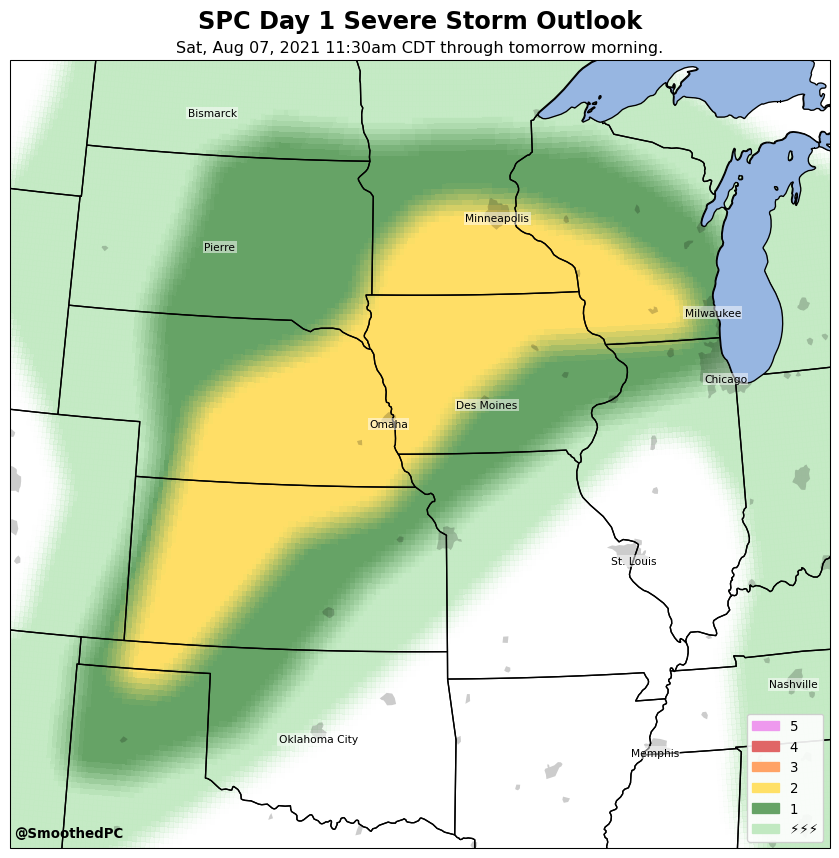 SPC Day 1 Severe Storm Outlook
Sat, Aug 07, 2021 11:30am CDT through tomorrow morning.
Bismarck
Minneapolis
Pierre
Milwaukee
Chicago
Des Moines
Omaha
St. Louis
Nashville
Oklahoma City
Memphis
5
4
3
2
1
⚡⚡⚡
@SmoothedPC